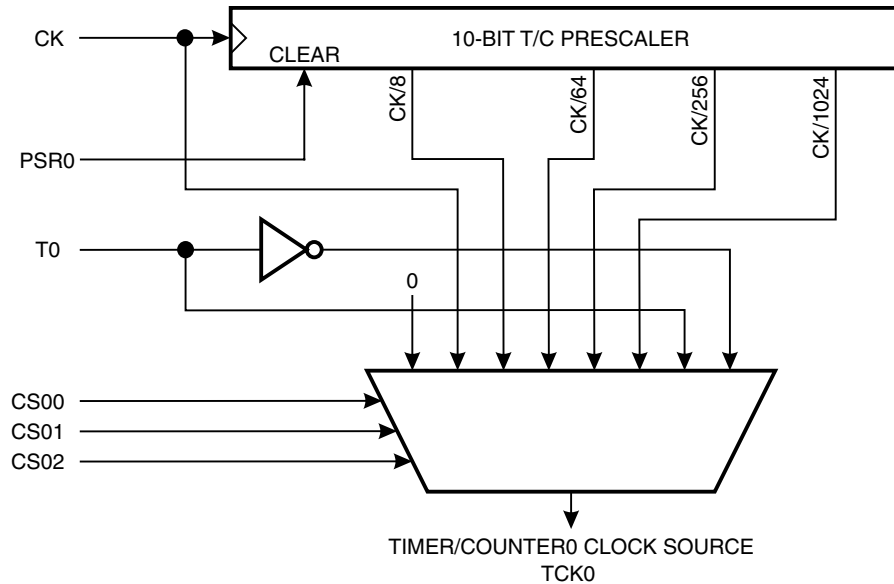 CK
10-BIT T/C PRESCALER
CLEAR
CK/8
CK/64
CK/256
CK/1024
PSR0
T0
0
CS00
CS01
CS02
TIMER/COUNTER0 CLOCK SOURCE
TCK0